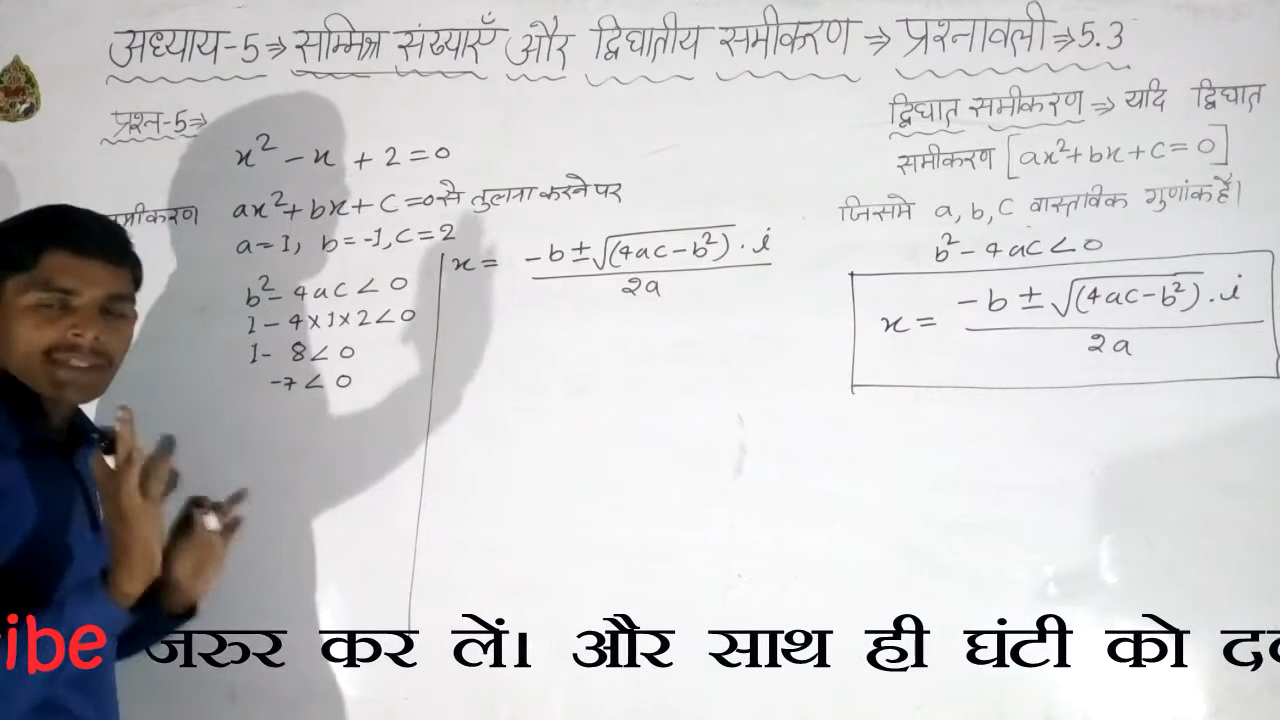 अध्याय-5⇒ सम्मिश्र संख्याएँ और द्विघातीय समीकरण ⇒ प्रश्नावली⇒5.3
प्रश्न-5⇒
x² - x + 2 = 0
समीकरण ax² + bx + c = 0 से तुलना करने पर
a = 1, b = -1, c = 2
b² - 4ac < 0
1 - 4×1×2 < 0
1 - 8 < 0
-7 < 0
x = (-b ± √(4ac - b²) . i) / 2a
द्विघात समीकरण ⇒ यदि द्विघात
समीकरण [ax² + bx + c = 0]
जिसमे a, b, c वास्तविक गुणांक हैं।
b² - 4ac < 0
x = (-b ± √(4ac - b²) . i) / 2a
ibe जरुर कर लें। और साथ ही घंटी को